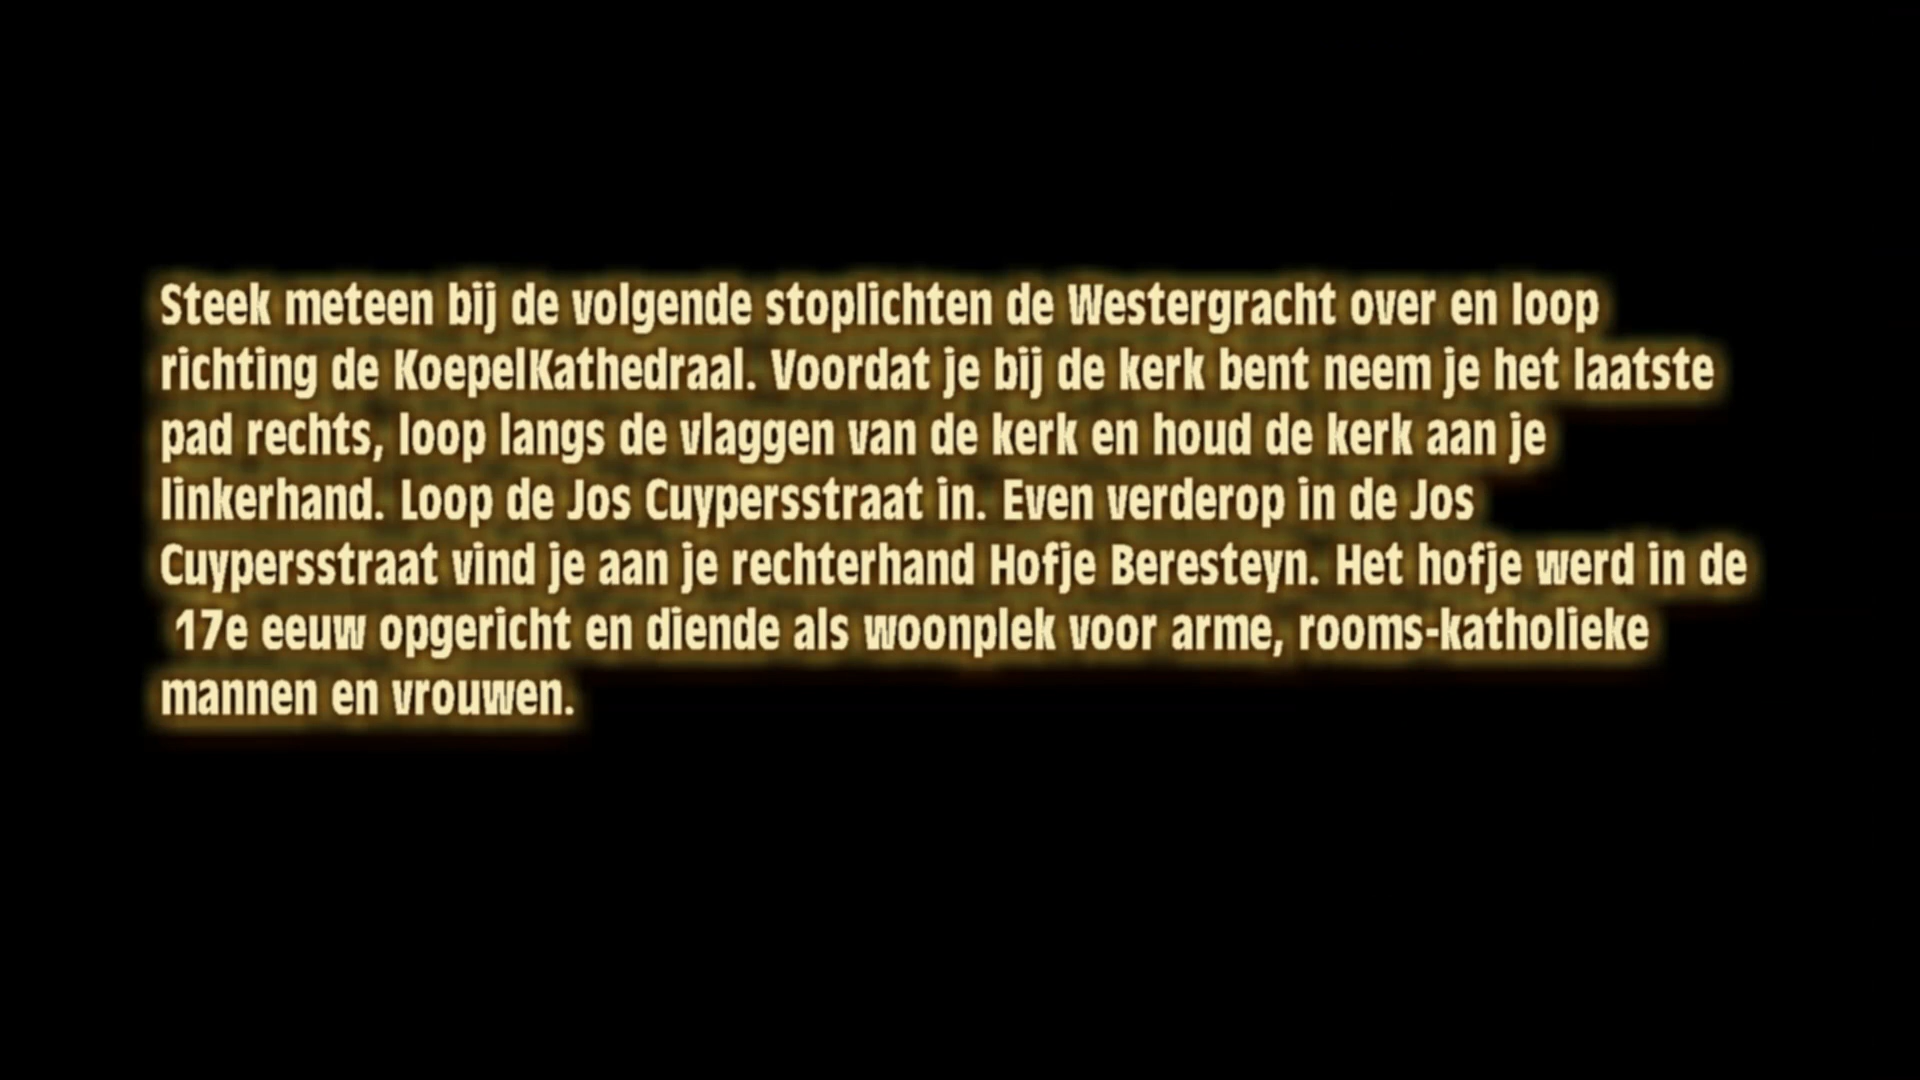 Steek meteen bij de volgende stoplichten de Westergracht over en loop
richting de KoepelKathedraal. Voordat je bij de kerk bent neem je het laatste
pad rechts, loop langs de vlaggen van de kerk en houd de kerk aan je
linkerhand. Loop de Jos Cuypersstraat in. Even verderop in de Jos
Cuypersstraat vind je aan je rechterhand Hofje Beresteyn. Het hofje werd in de
17e eeuw opgericht en diende als woonplek voor arme, rooms-katholieke
mannen en vrouwen.